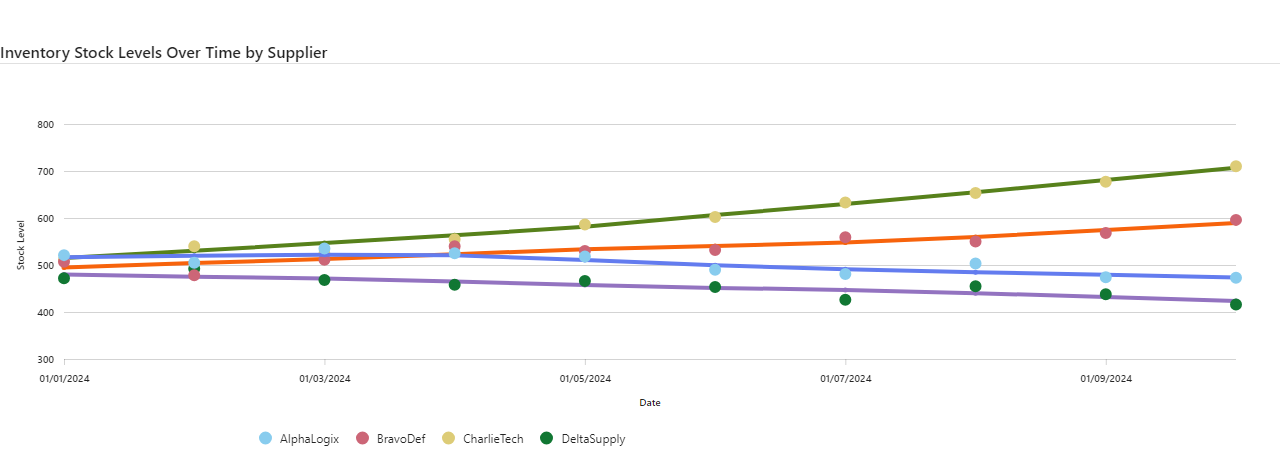 Inventory Stock Levels Over Time by Supplier
800
700
600
500
400
300
Stock Level
01/01/2024 01/03/2024 01/05/2024 01/07/2024 01/09/2024
Date
AlphaLogix BravoDef CharlieTech DeltaSupply